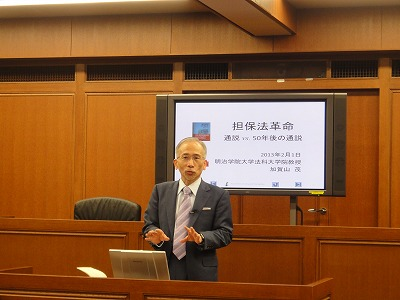 担保法革命
通説 vs. 50年後の通説
2013年2月1日
明治学院大学法科大学院教授
加賀山 茂